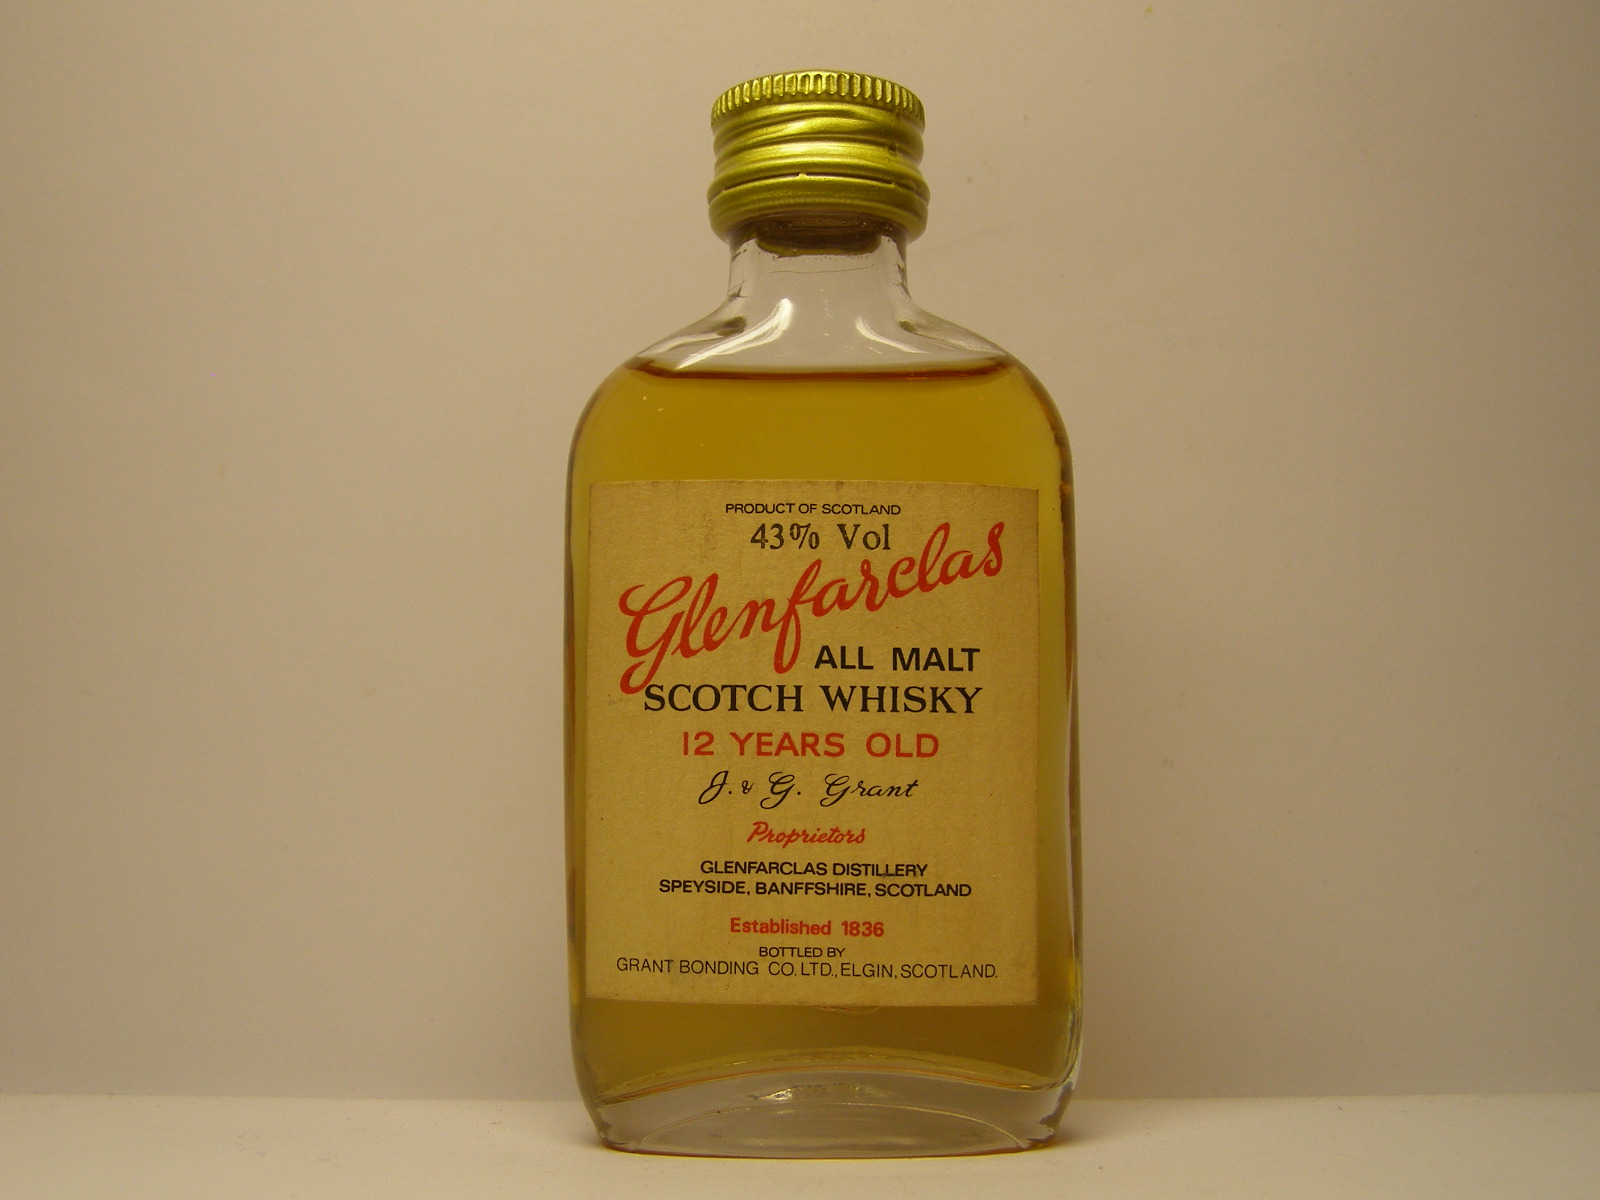 PRODUCT OF SCOTLAND
43% Vol
Glenfarclas
ALL MALT
SCOTCH WHISKY
12 YEARS OLD
J. & G. Grant
Proprietors
GLENFARCLAS DISTILLERY
SPEYSIDE, BANFFSHIRE, SCOTLAND
Established 1836
BOTTLED BY
GRANT BONDING CO. LTD., ELGIN, SCOTLAND.